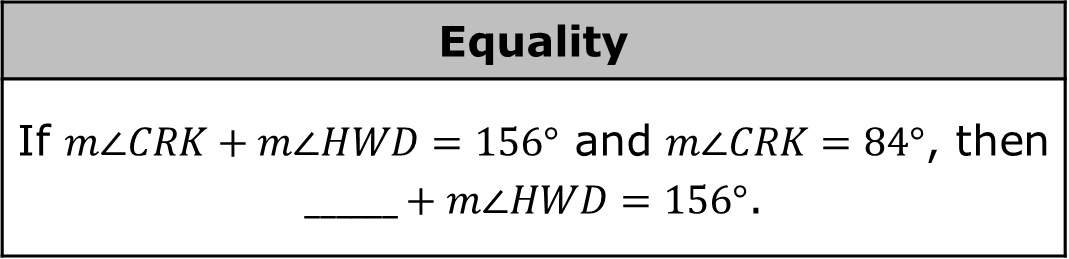 Equality
If m∠CRK + m∠HWD = 156° and m∠CRK = 84°, then
_____ + m∠HWD = 156°.